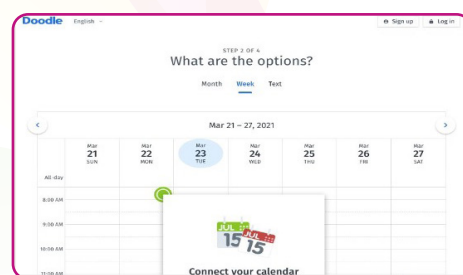 Doodle English Sign up Log in
STEP 2 OF 4
What are the options?
Month Week Text
Mar 21 – 27, 2021
Mar Mar Mar Mar Mar Mar Mar
21 22 23 24 25 26 27
SUN MON TUE WED THU FRI SAT
All-day
8:00 AM
9:00 AM
JUL JUL
10:00 AM 15 15
11:00 AM Connect your calendar